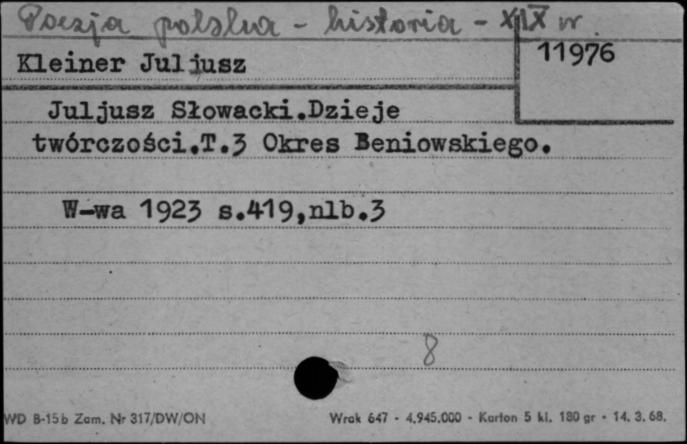 Poezja polska - historia - XIX w.
Kleiner Juljusz
11976
Juljusz Słowacki.Dzieje
twórczości.T.3 Okres Beniowskiego.
W-wa 1923 s.419,nlb.3
8
WD B-15b Zam. Nr 317/DW/ON
Wrak 647 - 4.945.000 - Karton 5 kl. 180 gr - 14. 3. 68.